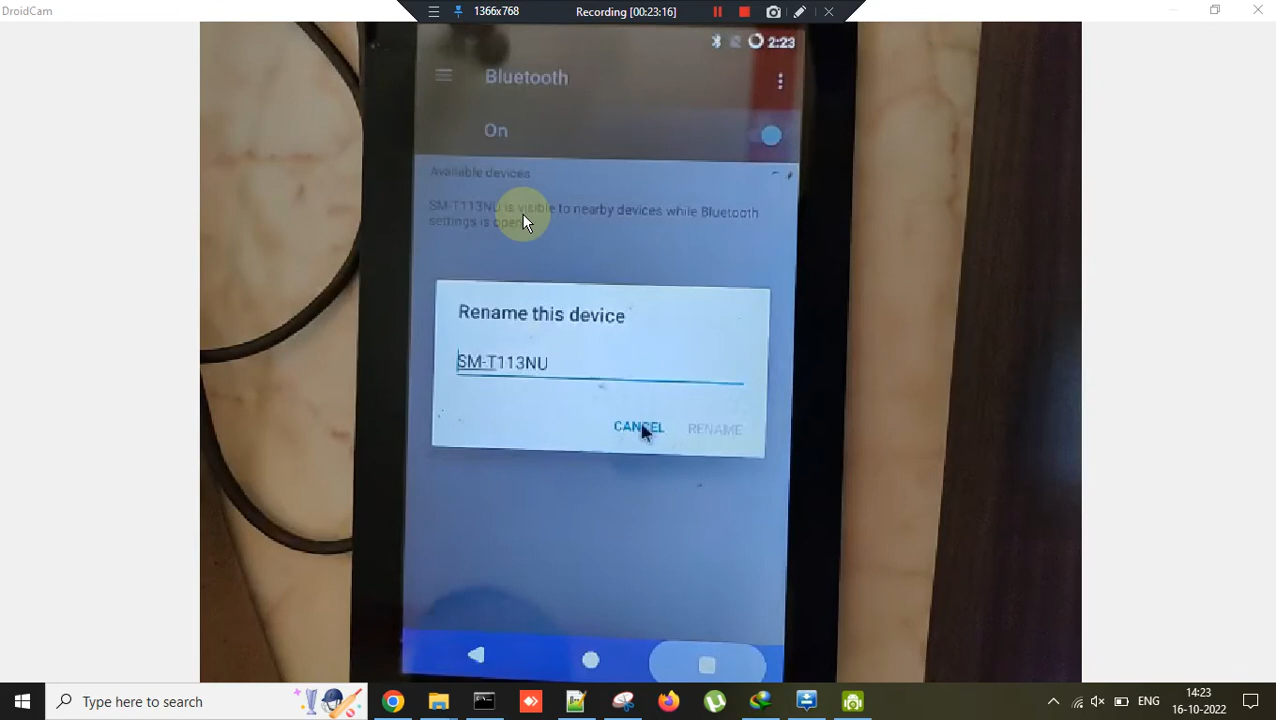 DroidCam
1366x768
Recording [00:23:16]
2:23
Bluetooth
On
Available devices
SM-T113NU is visible to nearby devices while Bluetooth
settings is open
Rename this device
SM-T113NU
CANCEL
RENAME
Type here to search
ENG
14:23
16-10-2022